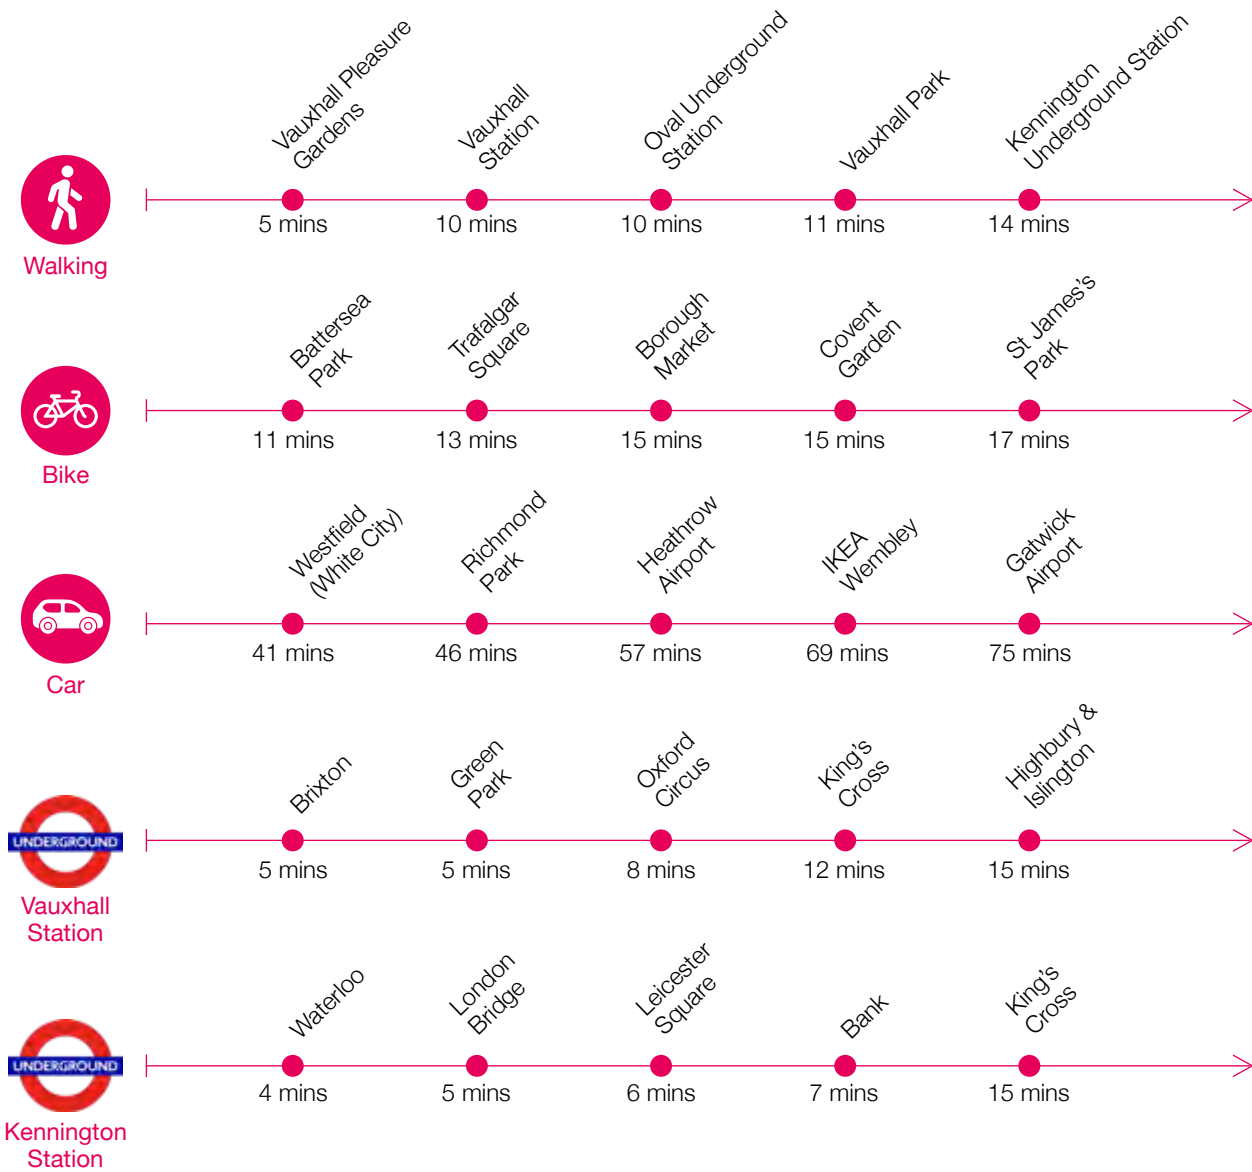 Vauxhall Pleasure
Gardens
Vauxhall
Station
Oval Underground
Station
Vauxhall Park
Kennington
Underground Station
5 mins
10 mins
10 mins
11 mins
14 mins
Walking
Battersea
Park
Trafalgar
Square
Borough
Market
Covent
Garden
St James's
Park
11 mins
13 mins
15 mins
15 mins
17 mins
Bike
Westfield
(White City)
Richmond
Park
Heathrow
Airport
IKEA
Wembley
Gatwick
Airport
41 mins
46 mins
57 mins
69 mins
75 mins
Car
Brixton
Green
Park
Oxford
Circus
King's
Cross
Highbury &
Islington
UNDERGROUND
5 mins
5 mins
8 mins
12 mins
15 mins
Vauxhall
Station
Waterloo
London
Bridge
Leicester
Square
Bank
King's
Cross
UNDERGROUND
4 mins
5 mins
6 mins
7 mins
15 mins
Kennington
Station